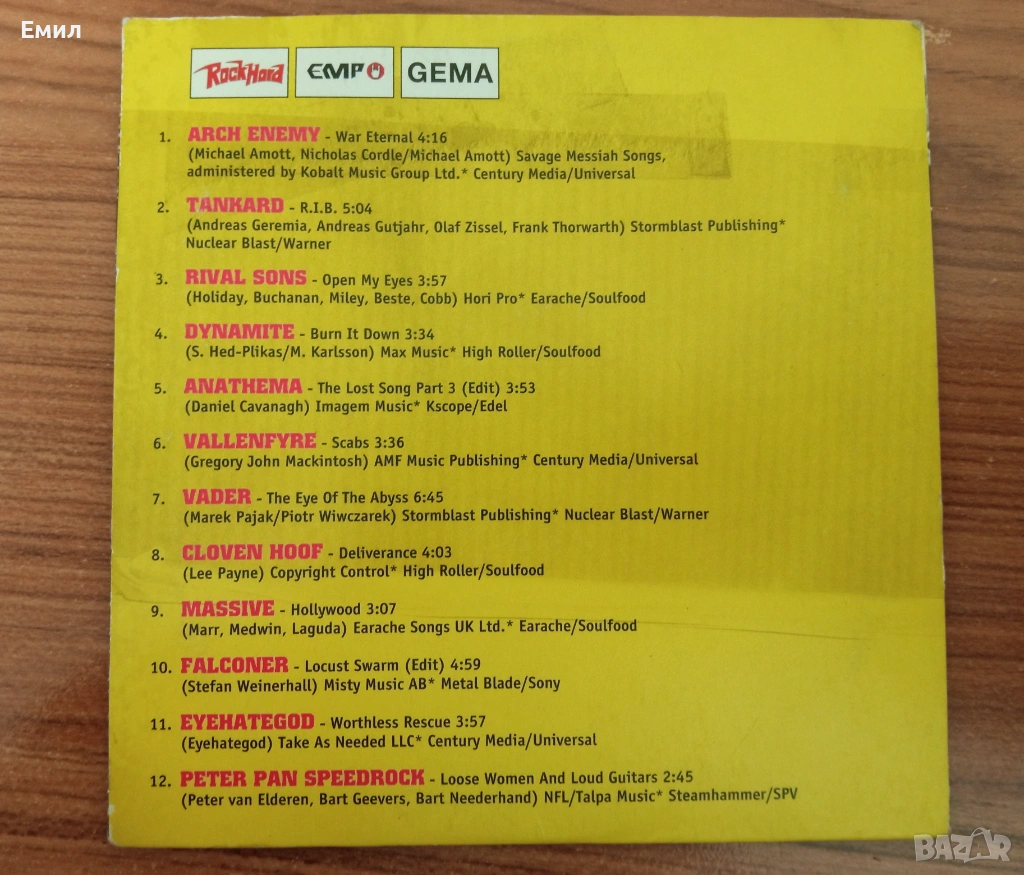 Емил
RockHard EMP GEMA
1. ARCH ENEMY - War Eternal 4:16
(Michael Amott, Nicholas Cordle/Michael Amott) Savage Messiah Songs,
administered by Kobalt Music Group Ltd.* Century Media/Universal
2. TANKARD - R.I.B. 5:04
(Andreas Geremia, Andreas Gutjahr, Olaf Zissel, Frank Thorwarth) Stormblast Publishing*
Nuclear Blast/Warner
3. RIVAL SONS - Open My Eyes 3:57
(Holiday, Buchanan, Miley, Beste, Cobb) Hori Pro* Earache/Soulfood
4. DYNAMITE - Burn It Down 3:34
(S. Hed-Plikas/M. Karlsson) Max Music* High Roller/Soulfood
5. ANATHEMA - The Lost Song Part 3 (Edit) 3:53
(Daniel Cavanagh) Imagem Music* Kscope/Edel
6. VALLENFYRE - Scabs 3:36
(Gregory John Mackintosh) AMF Music Publishing* Century Media/Universal
7. VADER - The Eye Of The Abyss 6:45
(Marek Pajak/Piotr Wiwczarek) Stormblast Publishing* Nuclear Blast/Warner
8. CLOVEN HOOF - Deliverance 4:03
(Lee Payne) Copyright Control* High Roller/Soulfood
9. MASSIVE - Hollywood 3:07
(Marr, Medwin, Laguda) Earache Songs UK Ltd.* Earache/Soulfood
10. FALCONER - Locust Swarm (Edit) 4:59
(Stefan Weinerhall) Misty Music AB* Metal Blade/Sony
11. EYEHATEGOD - Worthless Rescue 3:57
(Eyehategod) Take As Needed LLC* Century Media/Universal
12. PETER PAN SPEEDROCK - Loose Women And Loud Guitars 2:45
(Peter van Elderen, Bart Geevers, Bart Neederhand) NFL/Talpa Music* Steamhammer/SPV
BAZAR